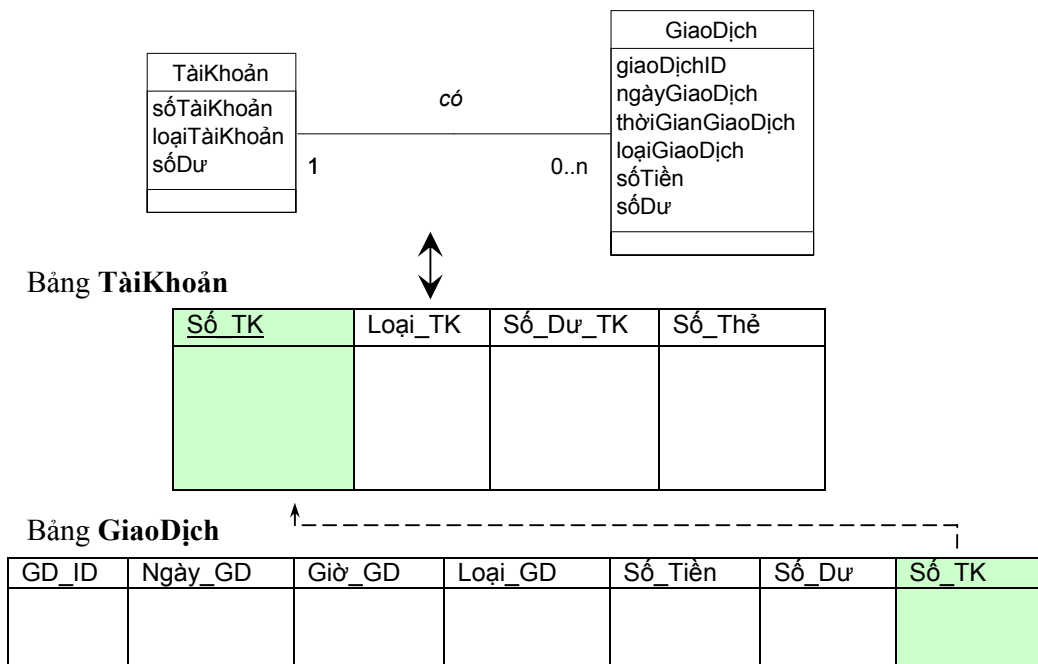 GiaoDịch
giaoDịchID
ngàyGiaoDịch
thờiGianGiaoDịch
loạiGiaoDịch
sốTiền
sốDư
TàiKhoản
sốTàiKhoản
loạiTàiKhoản
sốDư
có
1
0..n
Bảng TàiKhoản
Số_TK Loại_TK Số_Dư_TK Số_Thẻ
Bảng GiaoDịch
GD_ID Ngày_GD Giờ_GD Loại_GD Số_Tiền Số_Dư Số_TK